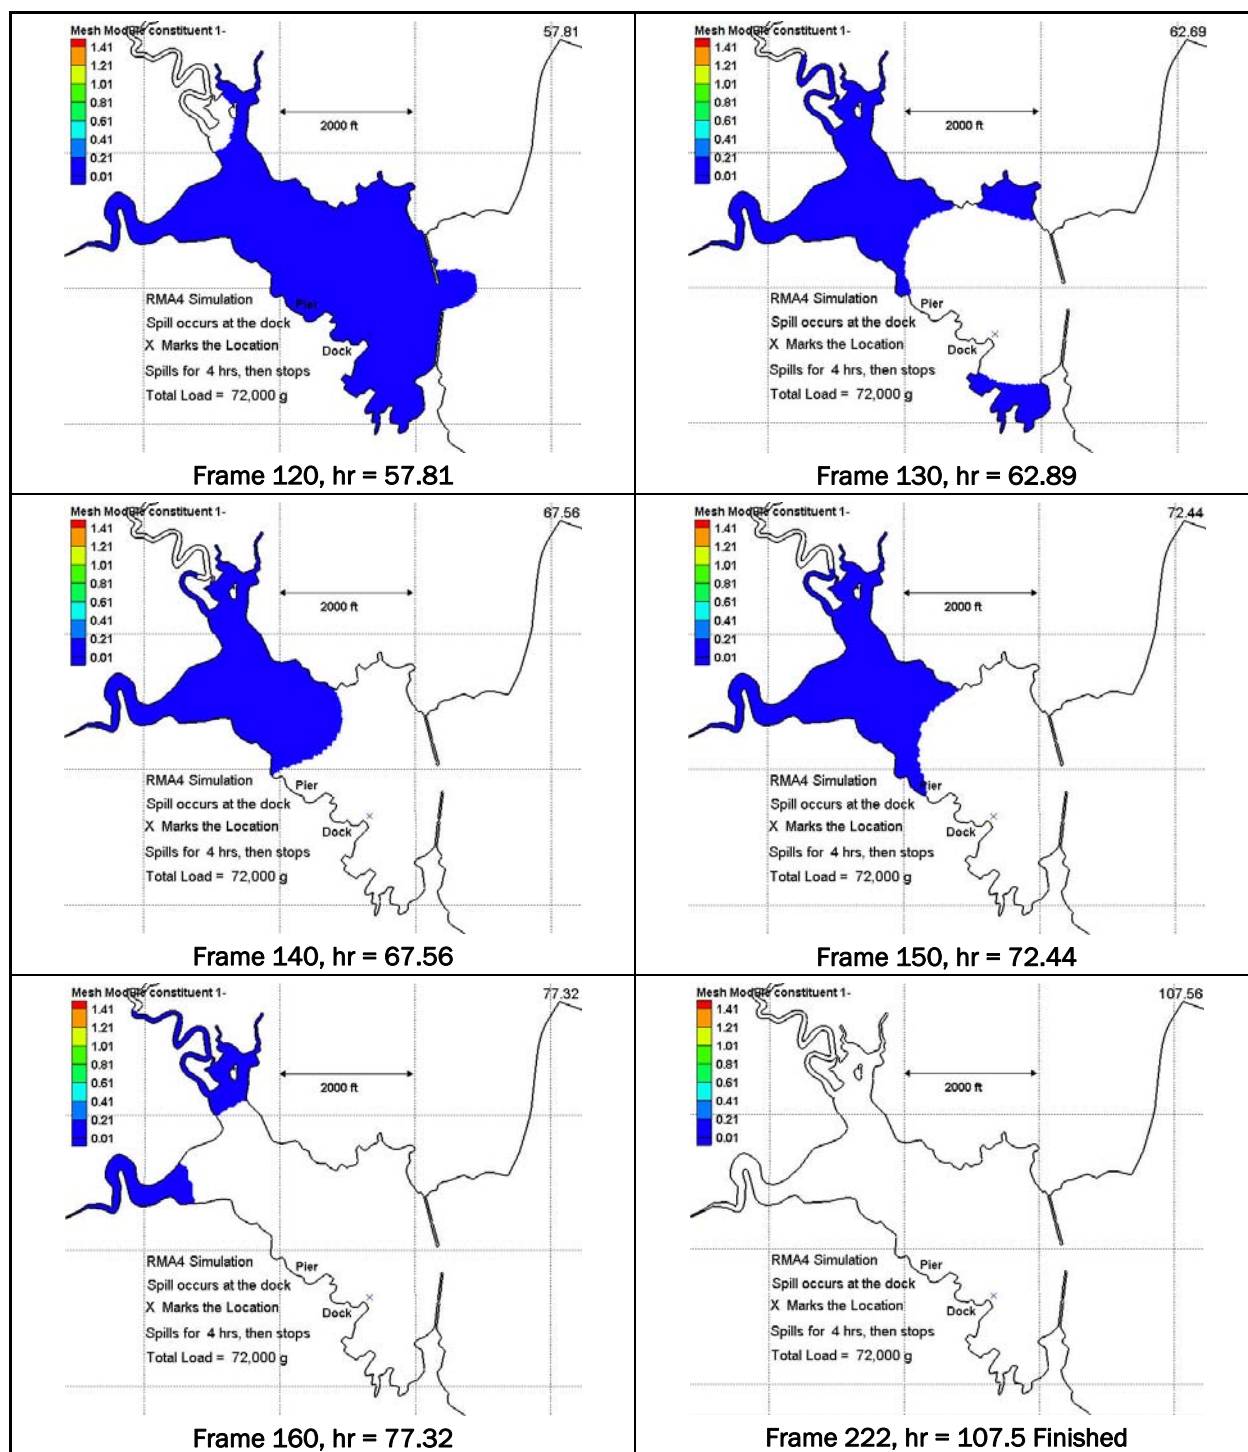 Mesh Module constituent 1-
57.81
1.41
1.21
1.01
0.81
0.61
0.41
0.21
0.01
2000 ft
RMA4 Simulation
Pier
Spill occurs at the dock
X Marks the Location
Dock
Spills for 4 hrs, then stops
Total Load = 72,000 g
Frame 120, hr = 57.81
Mesh Module constituent 1-
62.69
1.41
1.21
1.01
0.81
0.61
0.41
0.21
0.01
2000 ft
RMA4 Simulation
Pier
Spill occurs at the dock
X Marks the Location
Dock
Spills for 4 hrs, then stops
Total Load = 72,000 g
Frame 130, hr = 62.89
Mesh Module constituent 1-
67.56
1.41
1.21
1.01
0.81
0.61
0.41
0.21
0.01
2000 ft
RMA4 Simulation
Pier
Spill occurs at the dock
X Marks the Location
Dock
Spills for 4 hrs, then stops
Total Load = 72,000 g
Frame 140, hr = 67.56
Mesh Module constituent 1-
72.44
1.41
1.21
1.01
0.81
0.61
0.41
0.21
0.01
2000 ft
RMA4 Simulation
Pier
Spill occurs at the dock
X Marks the Location
Dock
Spills for 4 hrs, then stops
Total Load = 72,000 g
Frame 150, hr = 72.44
Mesh Module constituent 1-
77.32
1.41
1.21
1.01
0.81
0.61
0.41
0.21
0.01
2000 ft
RMA4 Simulation
Pier
Spill occurs at the dock
X Marks the Location
Dock
Spills for 4 hrs, then stops
Total Load = 72,000 g
Frame 160, hr = 77.32
Mesh Module constituent 1-
107.56
1.41
1.21
1.01
0.81
0.61
0.41
0.21
0.01
2000 ft
RMA4 Simulation
Pier
Spill occurs at the dock
X Marks the Location
Dock
Spills for 4 hrs, then stops
Total Load = 72,000 g
Frame 222, hr = 107.5 Finished